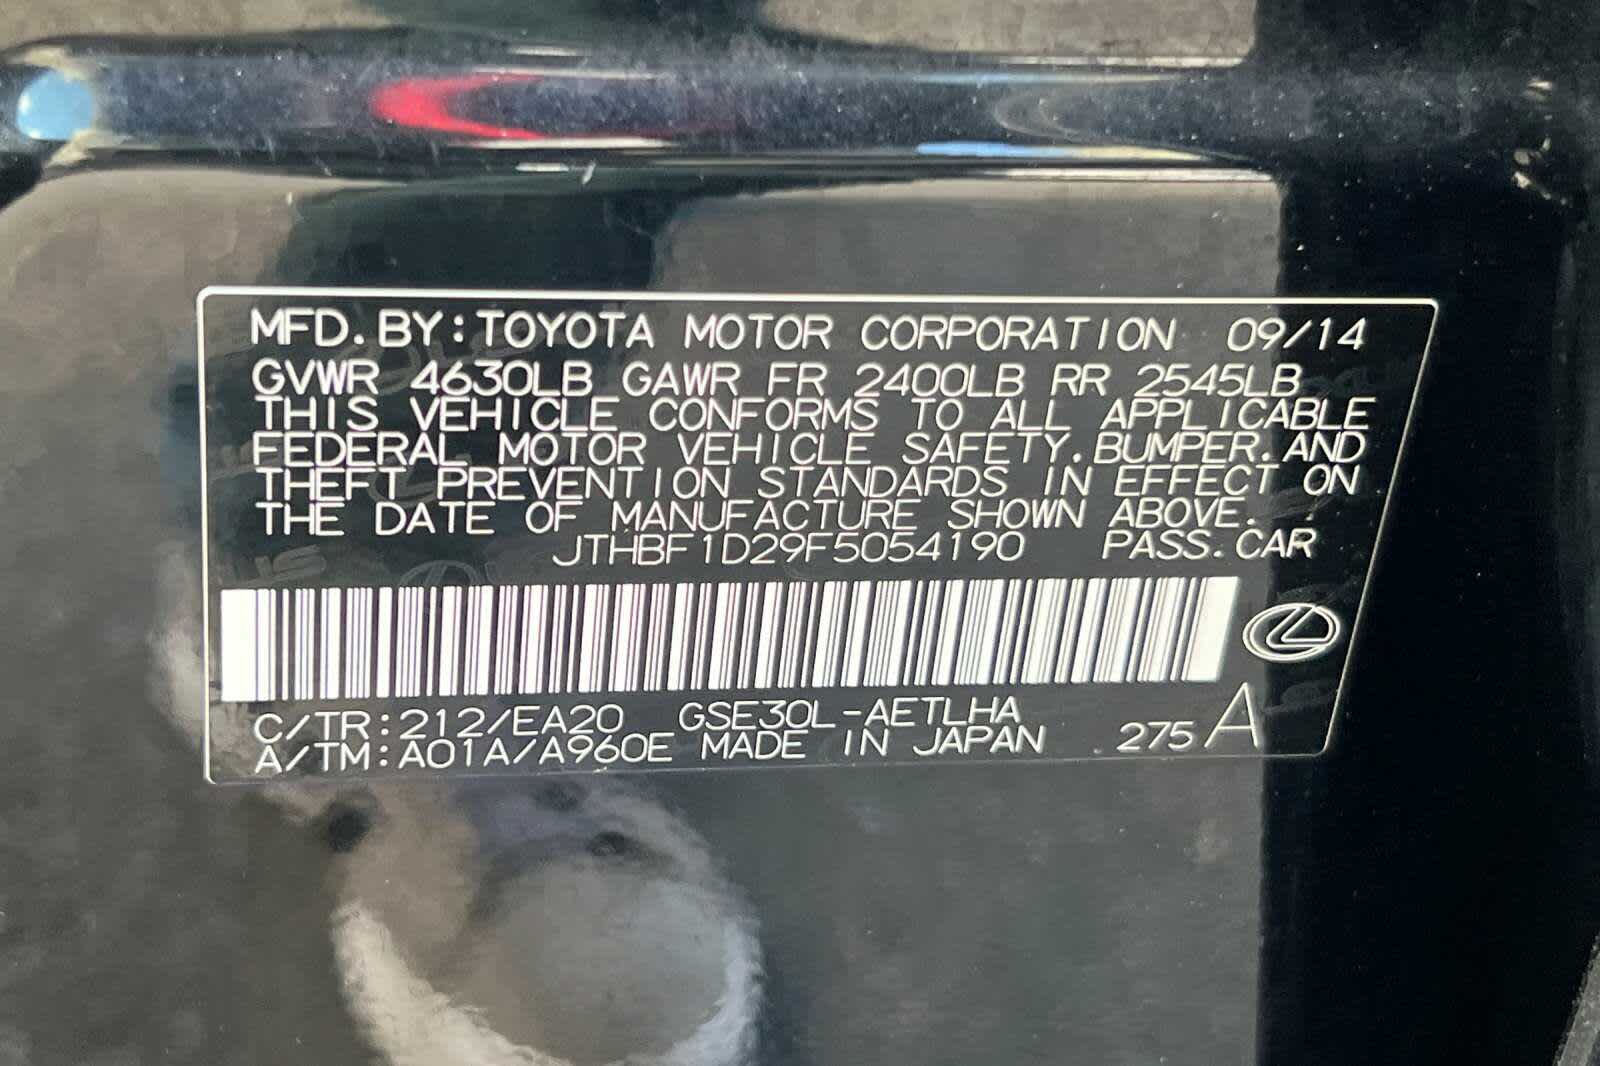 MFD. BY: TOYOTA MOTOR CORPORATION 09/14
GVWR 4630LB GAWR FR 2400LB RR 2545LB
THIS VEHICLE CONFORMS TO ALL APPLICABLE
FEDERAL MOTOR VEHICLE SAFETY. BUMPER. AND
THEFT PREVENTION STANDARDS IN EFFECT ON
THE DATE OF MANUFACTURE SHOWN ABOVE.
JTHBF1D29F5054190 PASS. CAR
C/TR:212/EA20 GSE30L-AETLHA
A/TM:A01A/A960E MADE IN JAPAN 275 A